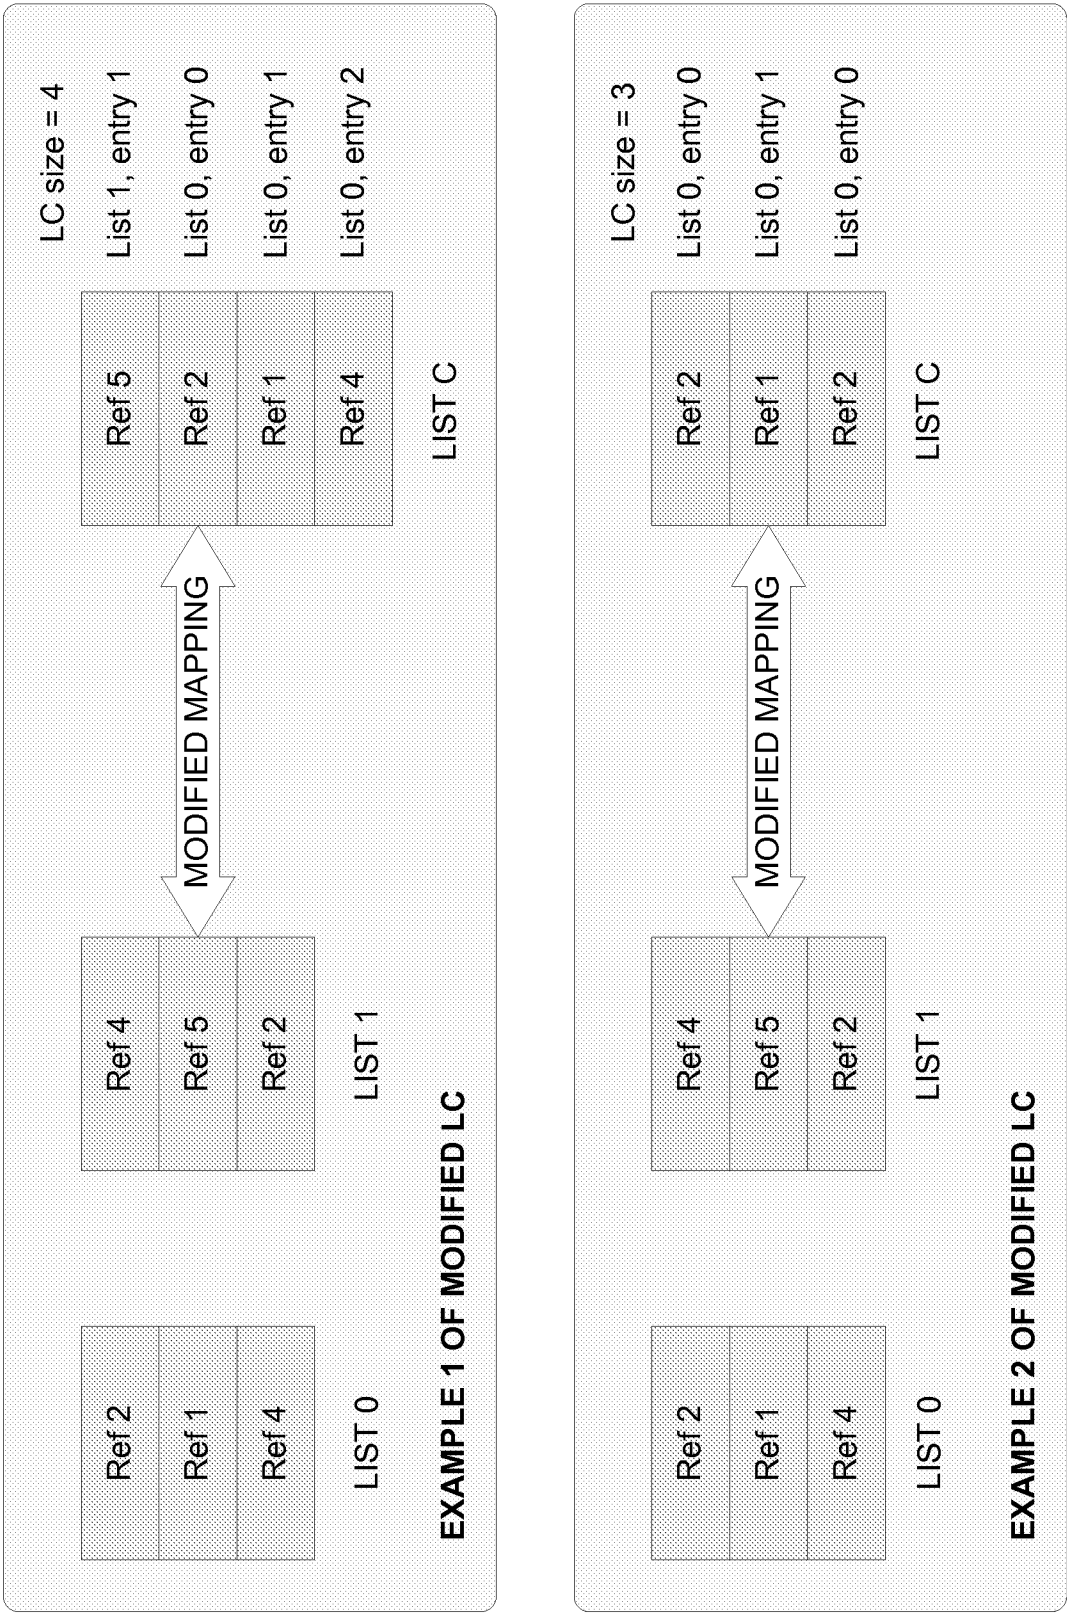 Ref 2
Ref 1
Ref 4
LIST 0
Ref 4
Ref 5
Ref 2
LIST 1
MODIFIED MAPPING
Ref 5
Ref 2
Ref 1
Ref 4
LIST C
LC size = 4
List 1, entry 1
List 0, entry 0
List 0, entry 1
List 0, entry 2
EXAMPLE 1 OF MODIFIED LC
Ref 2
Ref 1
Ref 4
LIST 0
Ref 4
Ref 5
Ref 2
LIST 1
MODIFIED MAPPING
Ref 2
Ref 1
Ref 2
LIST C
LC size = 3
List 0, entry 0
List 0, entry 1
List 0, entry 0
EXAMPLE 2 OF MODIFIED LC